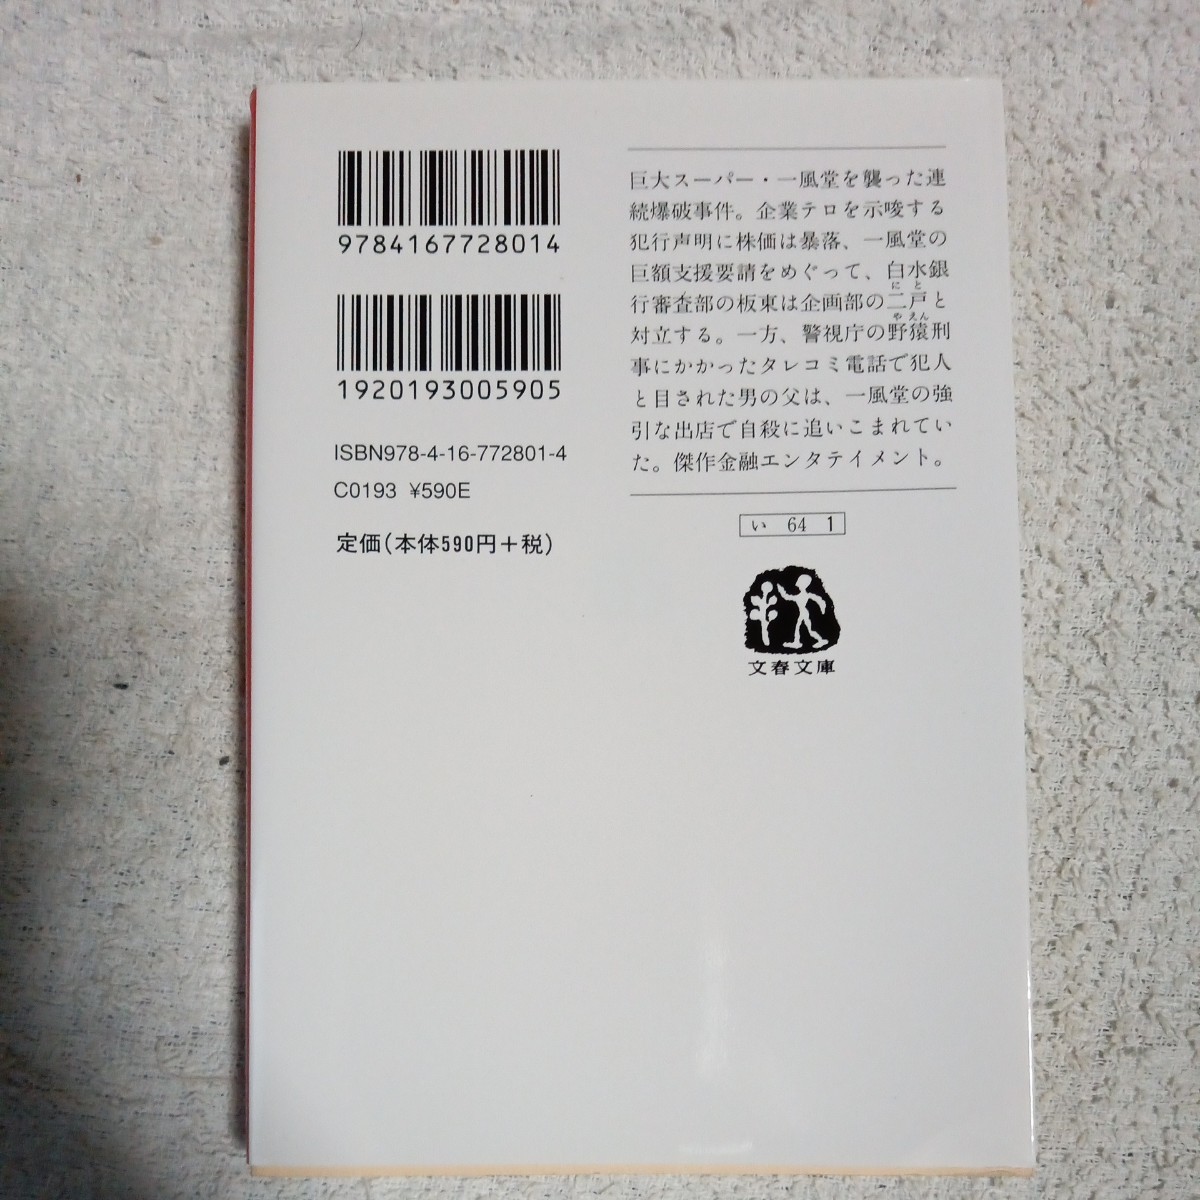 9784167728014
1920193005905
ISBN978-4-16-772801-4
C0193 ¥590E
定価(本体590円+税)
巨大スーパー・一風堂を襲った連
続爆破事件。企業テロを示唆する
犯行声明に株価は暴落、一風堂の
巨額支援要請をめぐって、白水銀
にと
行審査部の板東は企画部の二戸と
やえん
対立する。一方、警視庁の野猿刑
事にかかったタレコミ電話で犯人
と目された男の父は、一風堂の強
引な出店で自殺に追いこまれてい
た。傑作金融エンタテイメント。
い 64 1
文春文庫